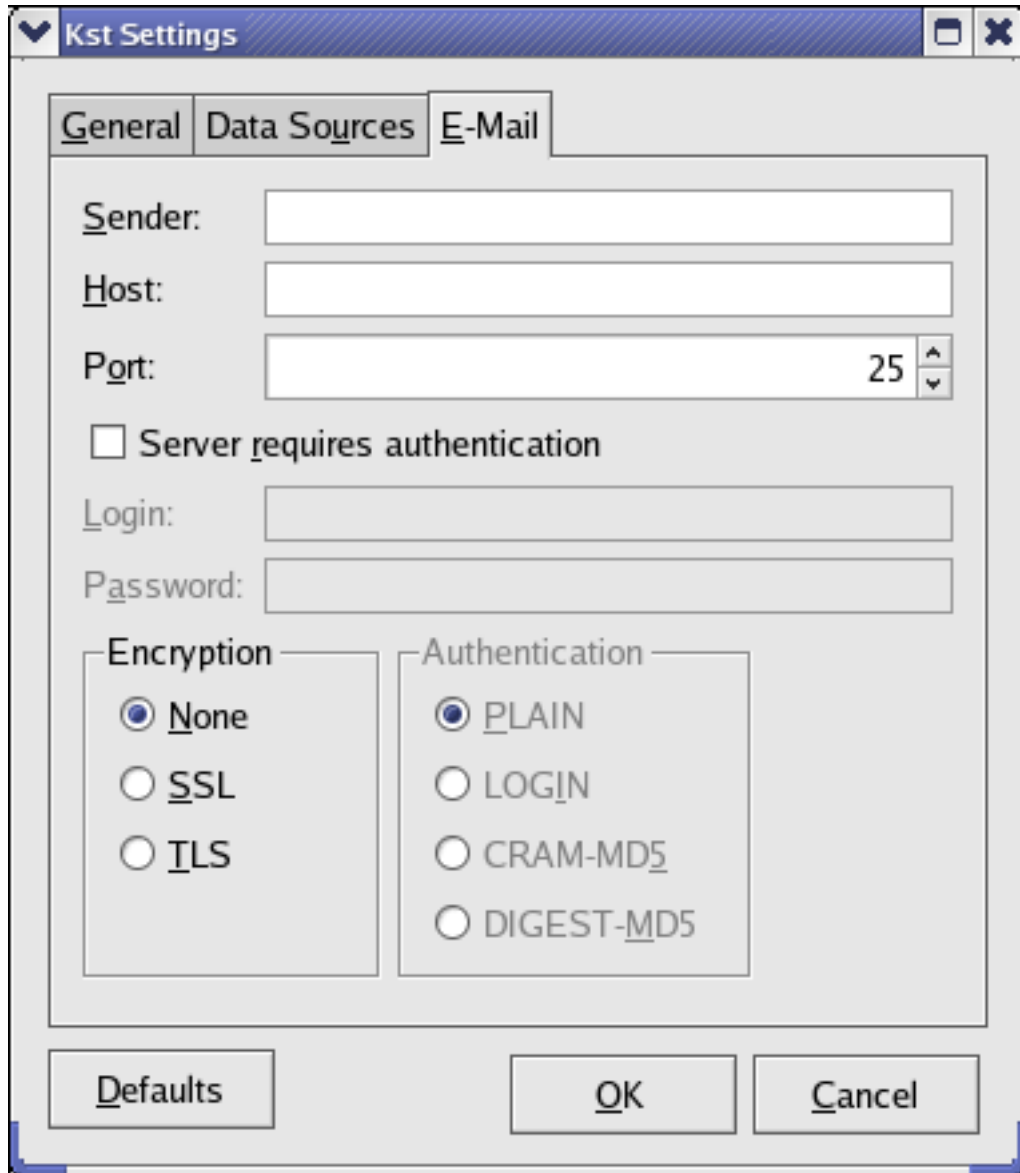 Kst Settings
General Data Sources E-Mail
Sender:
Host:
Port: 25
Server requires authentication
Login:
Password:
Encryption
None
SSL
TLS
Authentication
PLAIN
LOGIN
CRAM-MD5
DIGEST-MD5
Defaults OK Cancel